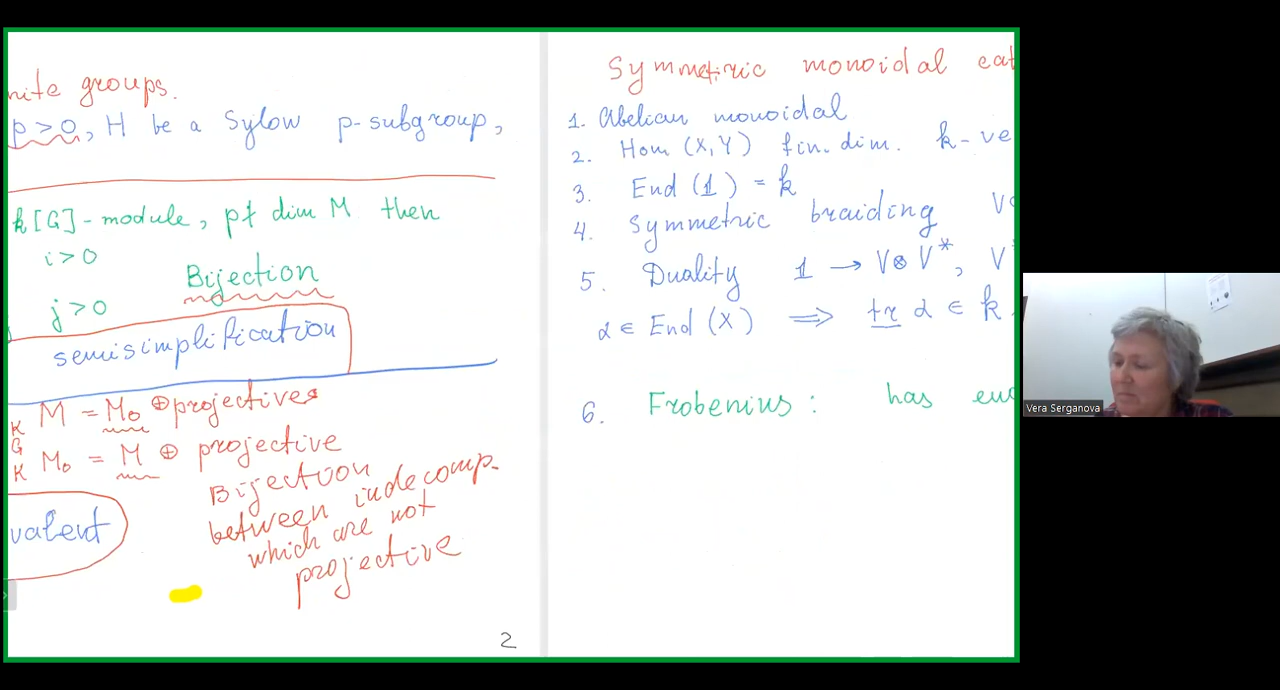 nite groups.
p > 0, H be a Sylow p-subgroup,
k[G]-module, p∤ dim M then
i > 0
Bijection
j > 0
semisimplification
K M = M₀ ⊕ projectives
G
K M₀ = M ⊕ projective
Bijection
between indecomp.
which are not
projective
valent
2
Symmetric monoidal cat
1. Abelian monoidal
2. Hom (X,Y) fin. dim. k-ve
3. End (1) = k
4. Symmetric braiding V
5. Duality 1 → V⊗V*, V*
α ∈ End (X) ⟹ tr α ∈ k
6. Frobenius: has enou
Vera Serganova